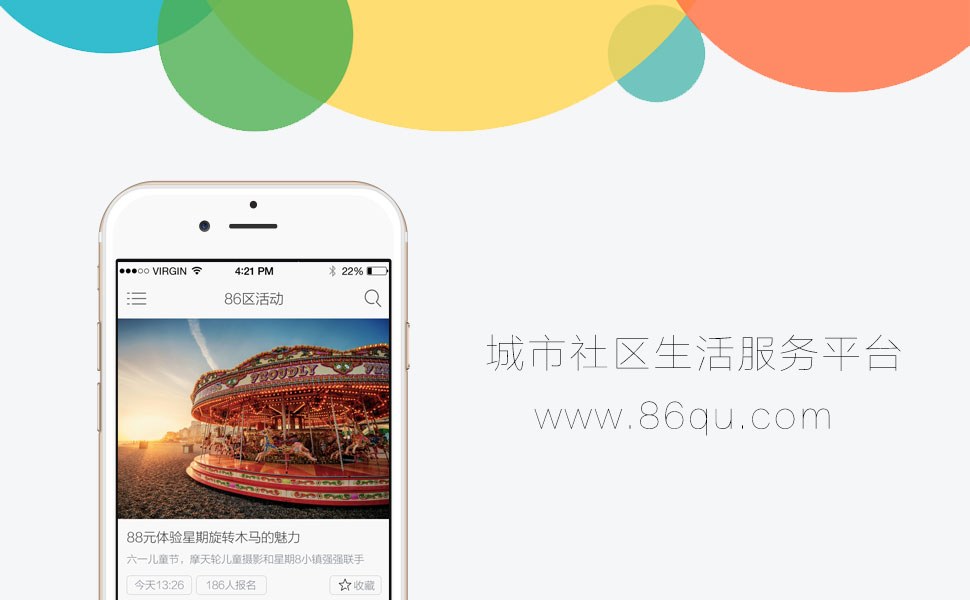 VIRGIN 4:21 PM 22%
86区活动
PROUDLY
88元体验星期旋转木马的魅力
六一儿童节，摩天轮儿童摄影和星期8小镇强强联手
今天13:26 186人报名 收藏
城市社区生活服务平台
www.86qu.com